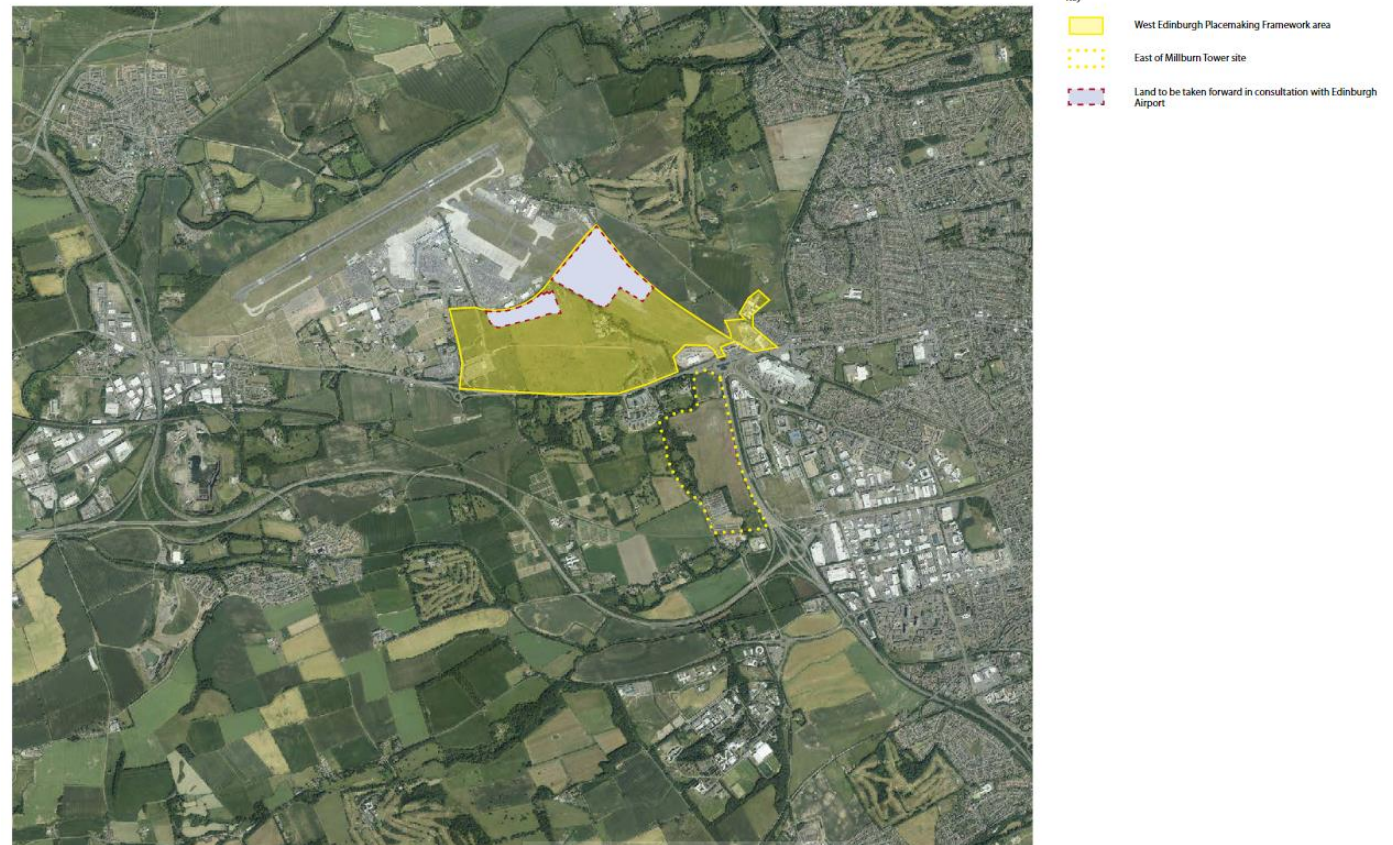 West Edinburgh Placemaking Framework area
East of Millburn Tower site
Land to be taken forward in consultation with Edinburgh
Airport